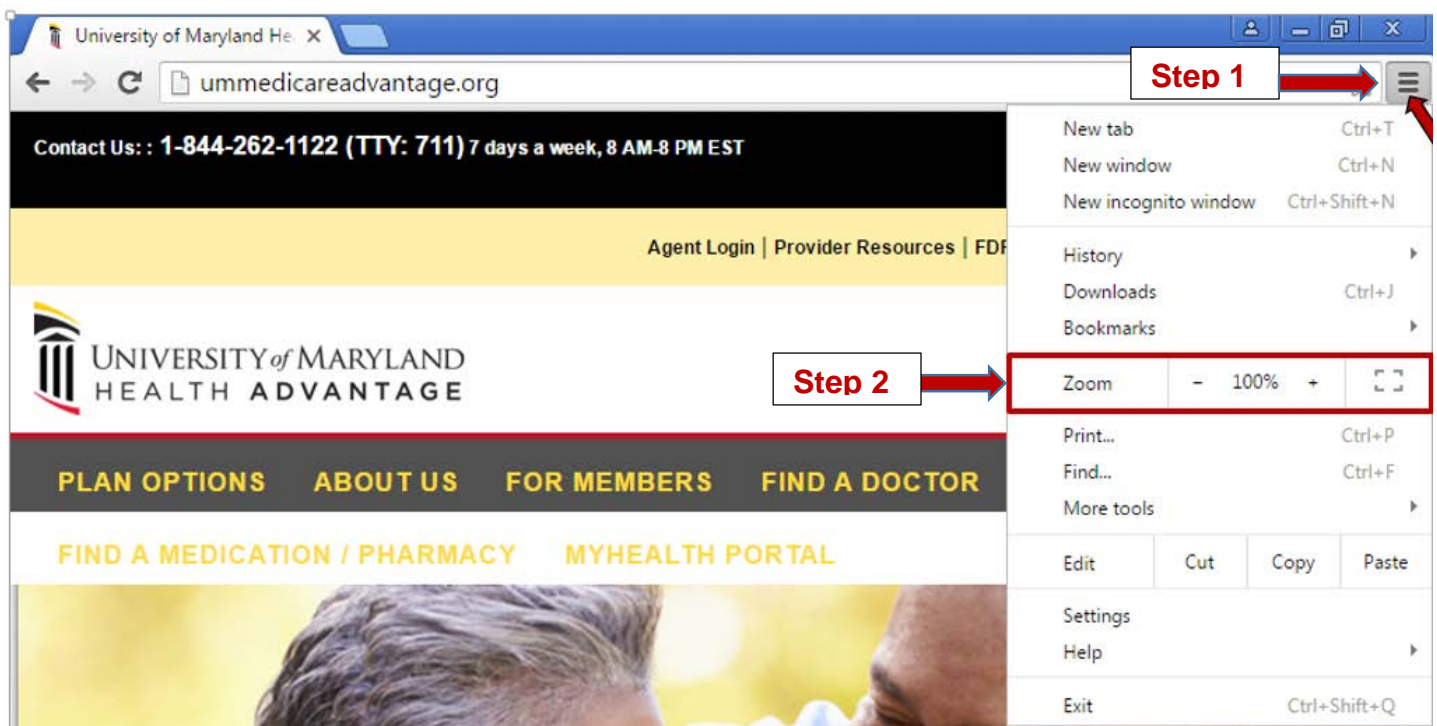 University of Maryland He
ummedicareadvantage.org
Step 1
Contact Us: : 1-844-262-1122 (TTY: 711) 7 days a week, 8 AM-8 PM EST
Agent Login | Provider Resources | FDR
UNIVERSITY of MARYLAND
HEALTH ADVANTAGE
PLAN OPTIONS ABOUT US FOR MEMBERS FIND A DOCTOR
FIND A MEDICATION / PHARMACY MYHEALTH PORTAL
Step 2
New tab Ctrl+T
New window Ctrl+N
New incognito window Ctrl+Shift+N
History
Downloads Ctrl+J
Bookmarks
Zoom - 100% +
Print... Ctrl+P
Find... Ctrl+F
More tools
Edit Cut Copy Paste
Settings
Help
Exit Ctrl+Shift+Q